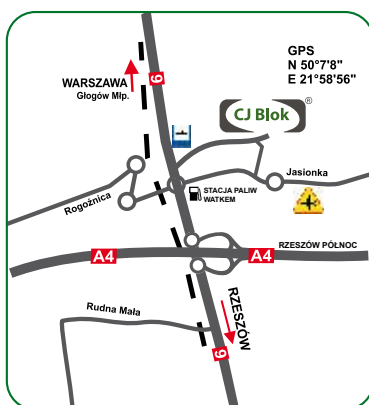 GPS
N 50°7'8"
E 21°58'56"
9
WARSZAWA
Głogów Młp.
CJ Blok®
Jasionka
STACJA PALIW
WATKEM
Rogoźnica
A4
A4
RZESZÓW PÓŁNOC
RZESZÓW
Rudna Mała
9